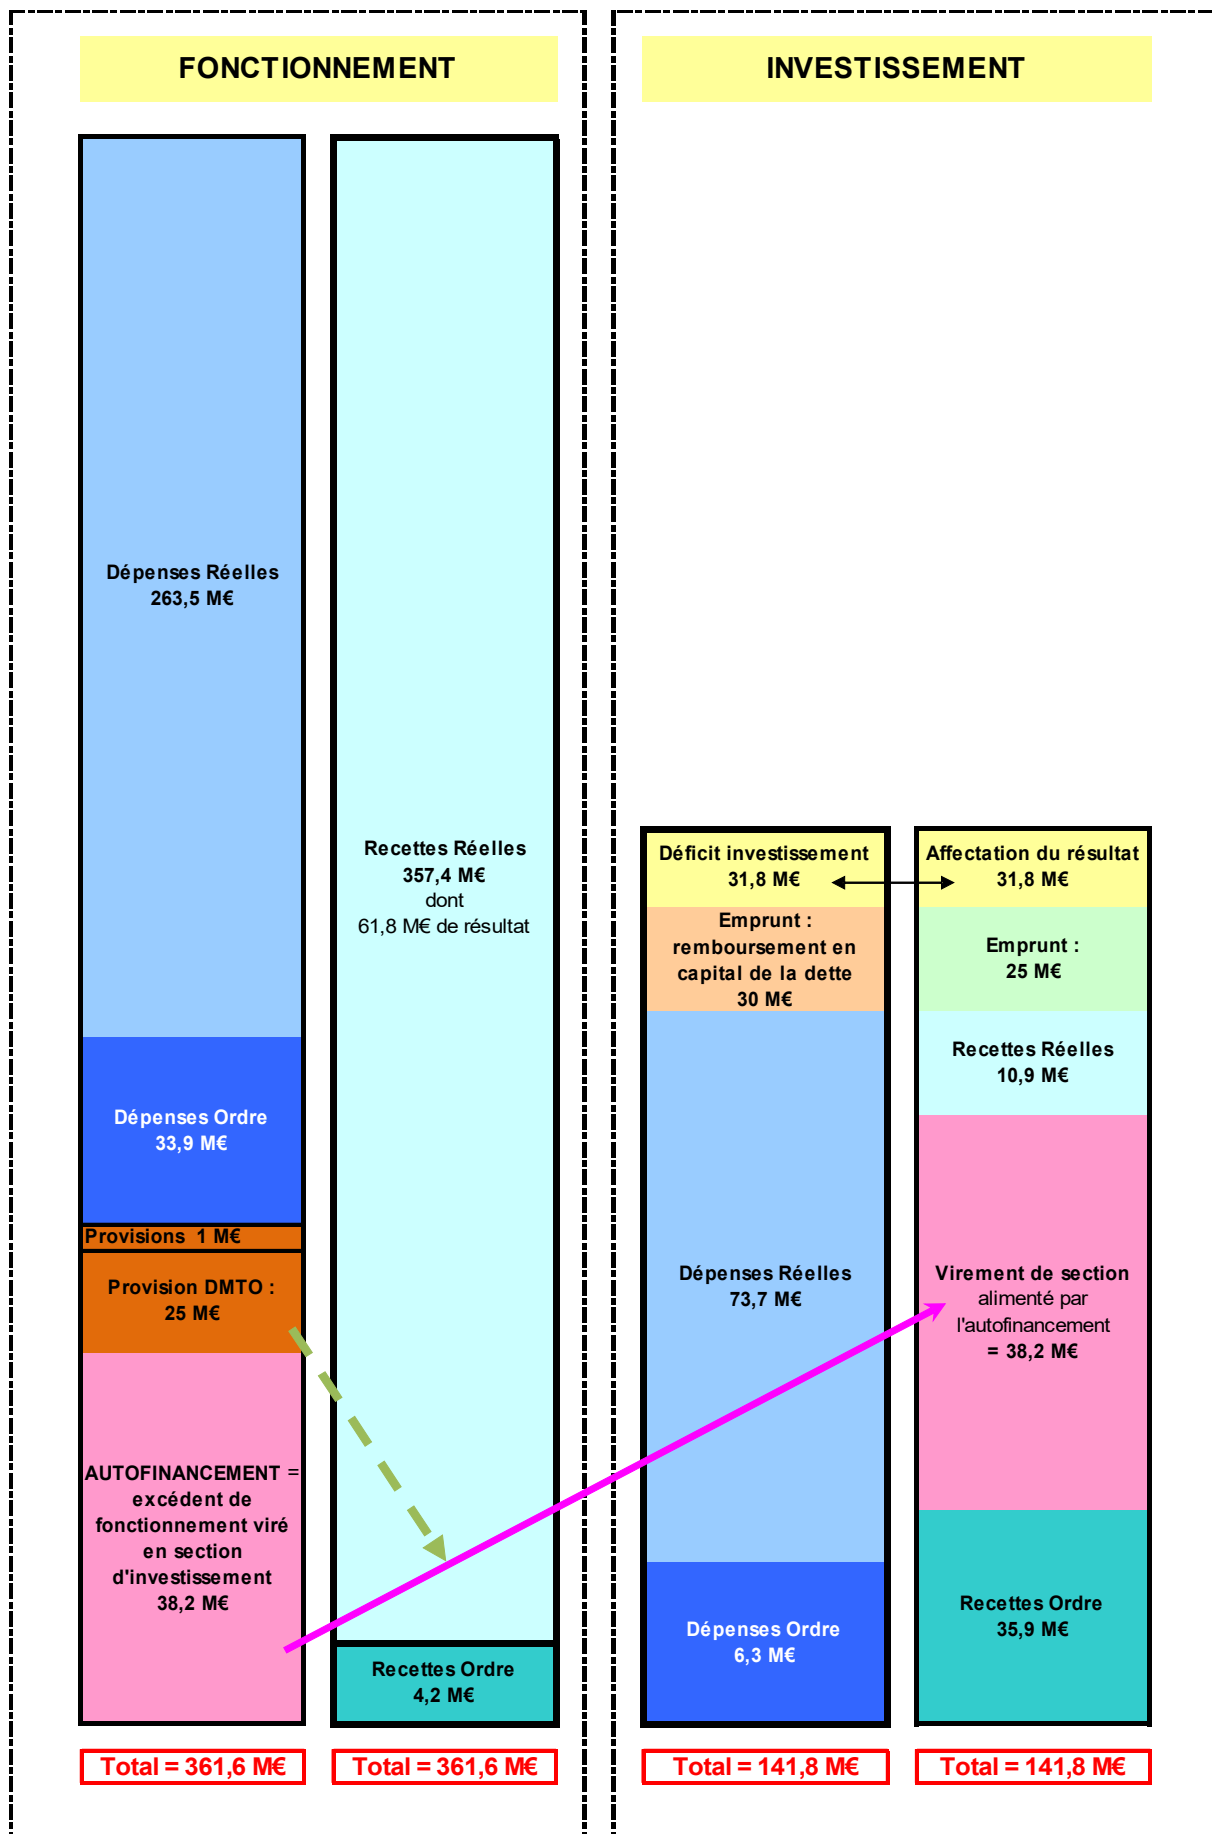 FONCTIONNEMENT
INVESTISSEMENT
Dépenses Réelles
263,5 M€
Dépenses Ordre
33,9 M€
Provisions 1 M€
Provision DMTO :
25 M€
AUTOFINANCEMENT =
excédent de
fonctionnement viré
en section
d'investissement
38,2 M€
Total = 361,6 M€
Recettes Réelles
357,4 M€
dont
61,8 M€ de résultat
Recettes Ordre
4,2 M€
Total = 361,6 M€
Déficit investissement
31,8 M€
Emprunt :
remboursement en
capital de la dette
30 M€
Dépenses Réelles
73,7 M€
Dépenses Ordre
6,3 M€
Total = 141,8 M€
Affectation du résultat
31,8 M€
Emprunt :
25 M€
Recettes Réelles
10,9 M€
Virement de section
alimenté par
l'autofinancement
= 38,2 M€
Recettes Ordre
35,9 M€
Total = 141,8 M€